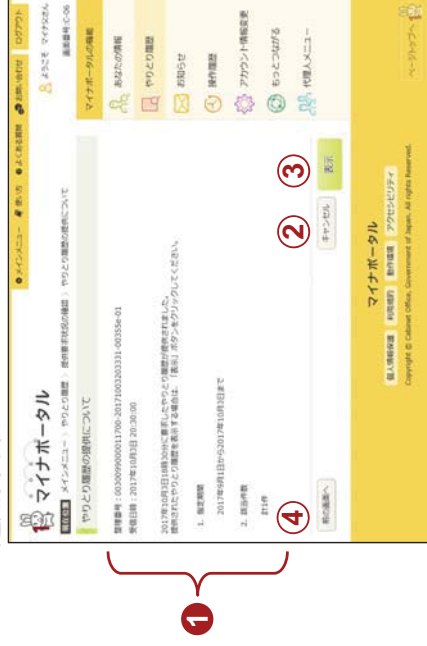 メインメニュー 使い方 よくある質問 お問い合わせ ログアウト
マイナポータル
ようこそ マイナ父さん
現在位置 メインメニュー 〉 やりとり履歴 〉 提供要求状況の確認 〉 やりとり履歴の提供について
画面番号:C-06
やりとり履歴の提供について
整理番号:0030099000011700-20171003203331-00355e-01
受信日時:2017年10月3日 20:30:00
2017年10月3日18時30分に要求したやりとり履歴が提供されました。
提供されたやりとり履歴を表示する場合は、「表示」ボタンをクリックしてください。
1. 指定期間
2017年9月1日から2017年10月3日まで
2. 該当件数
計1件
前の画面へ
キャンセル
表示
マイナポータルの機能
あなたの情報
やりとり履歴
お知らせ
操作履歴
アカウント情報変更
もっとつながる
代理人メニュー
1
4
2
3
マイナポータル
個人情報保護 利用規約 動作環境 アクセシビリティ
Copyright © Cabinet Office, Government of Japan. All rights Reserved.
ページトップへ